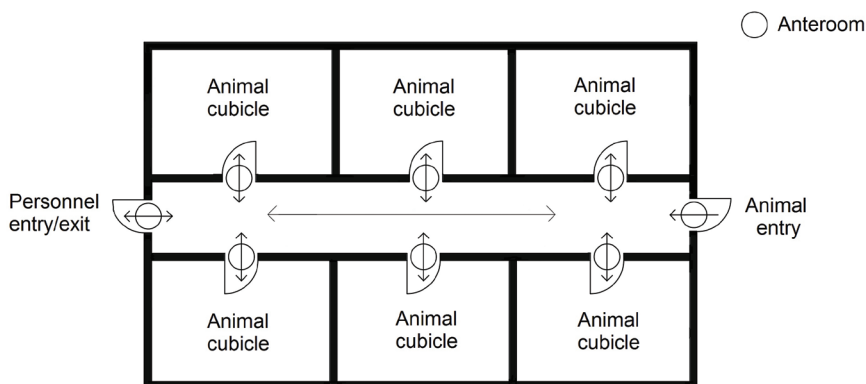 Anteroom
Animal
cubicle
Animal
cubicle
Animal
cubicle
Personnel
entry/exit
Animal
entry
Animal
cubicle
Animal
cubicle
Animal
cubicle